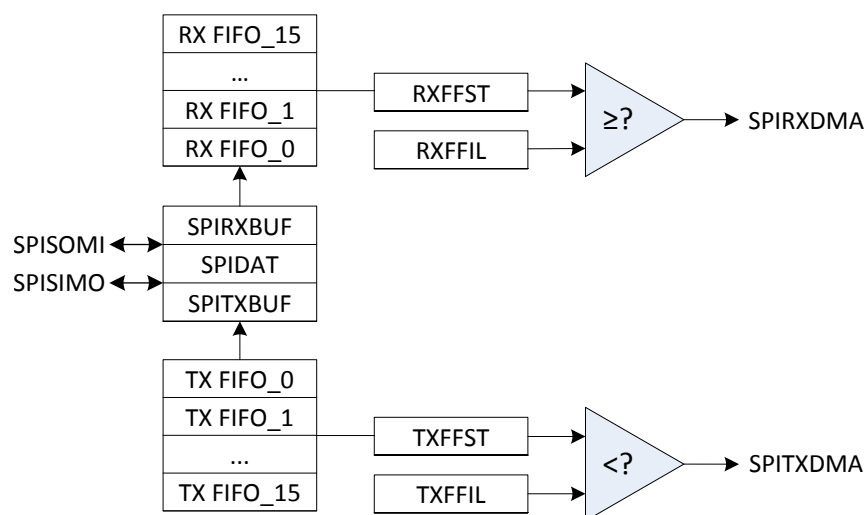 RX FIFO_15
...
RX FIFO_1
RX FIFO_0
RXFFST
RXFFIL
≥?
SPIRXDMA
SPISOMI
SPISIMO
SPIRXBUF
SPIDAT
SPITXBUF
TX FIFO_0
TX FIFO_1
...
TX FIFO_15
TXFFST
TXFFIL
<?
SPITXDMA